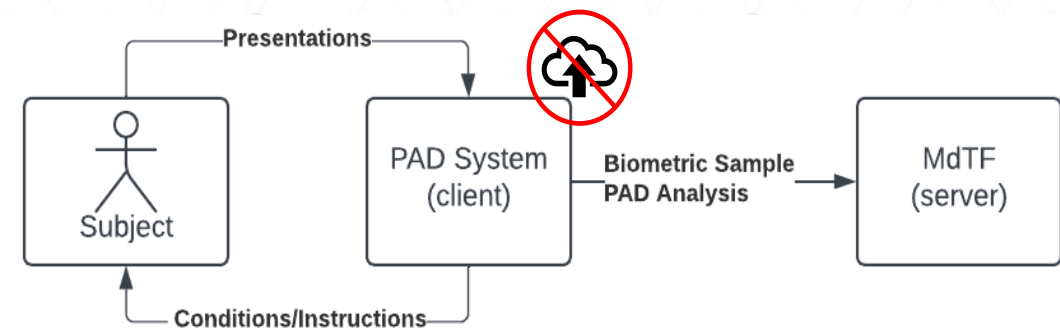 Presentations
Subject
PAD System
(client)
Biometric Sample
PAD Analysis
MdTF
(server)
Conditions/Instructions